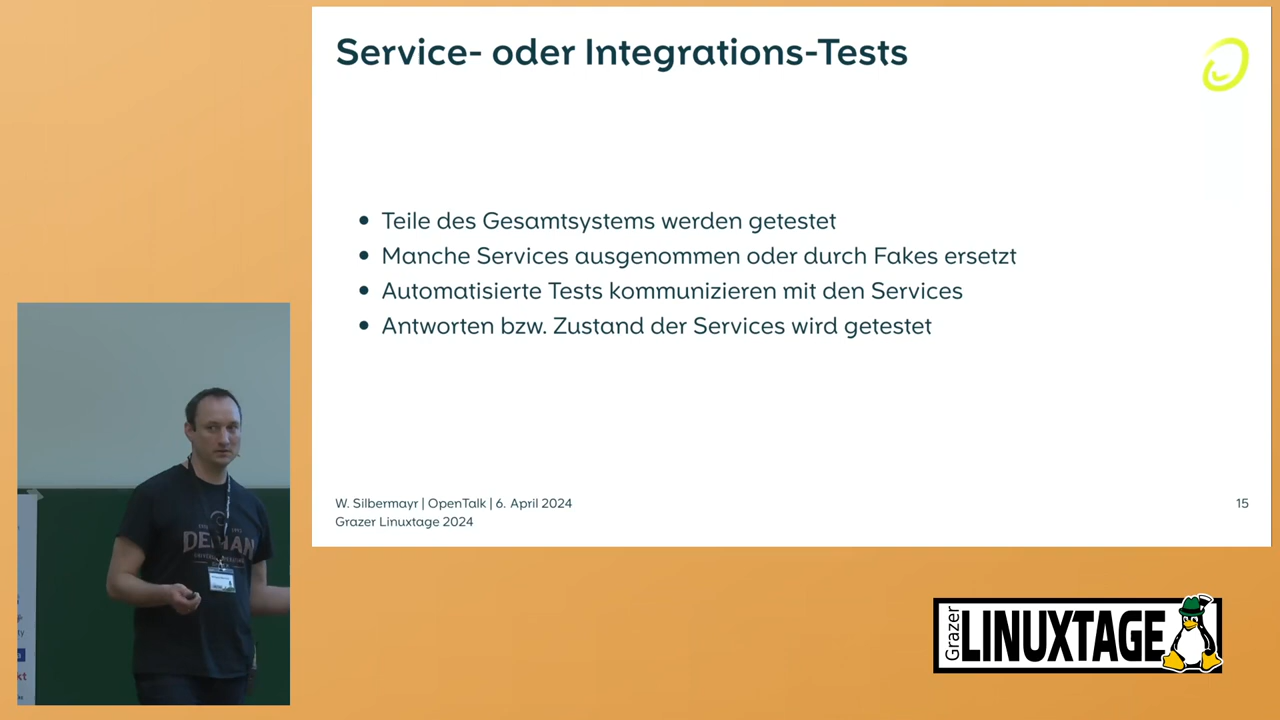 Service- oder Integrations-Tests
• Teile des Gesamtsystems werden getestet
• Manche Services ausgenommen oder durch Fakes ersetzt
• Automatisierte Tests kommunizieren mit den Services
• Antworten bzw. Zustand der Services wird getestet
W. Silbermayr | OpenTalk | 6. April 2024
Grazer Linuxtage 2024
15
Grazer
LINUXTAGE